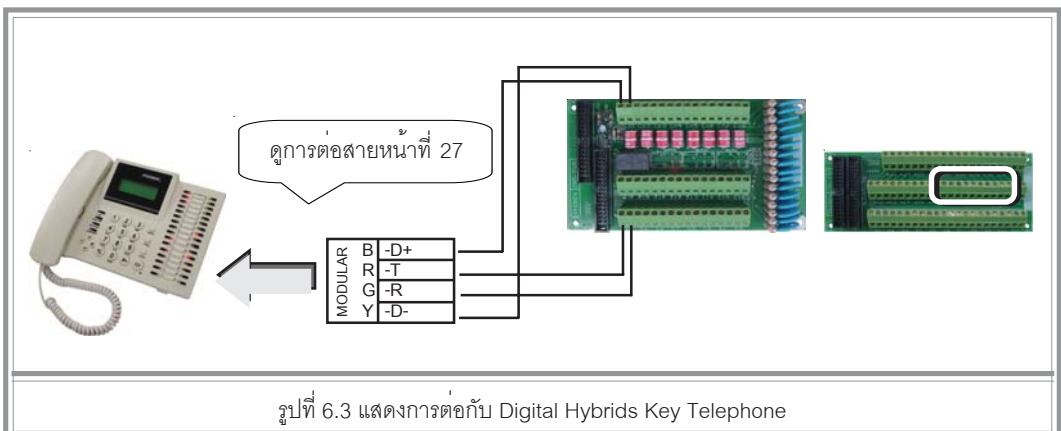 ดูการต่อสายหน้าที่ 27
MODULAR
B -D+
R -T
G -R
Y -D-
รูปที่ 6.3 แสดงการต่อกับ Digital Hybrids Key Telephone